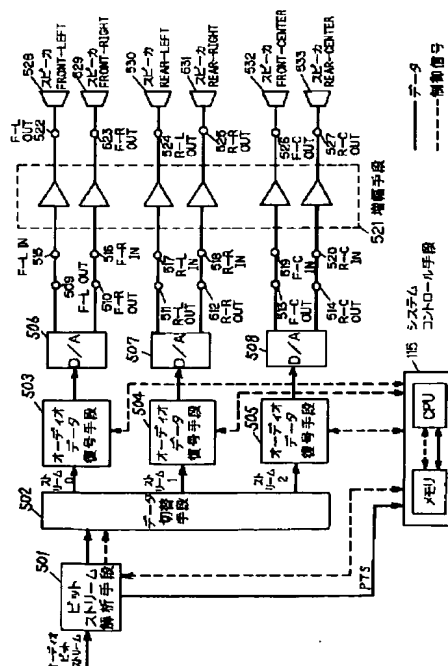 オーディオ
ビット
ストリーム
501
ビット
ストリーム
解析手段
502
データ
切替
手段
ストリーム
0
ストリーム
1
ストリーム
2
503
オーディオ
データ
復号手段
504
オーディオ
データ
復号手段
505
オーディオ
データ
復号手段
506
D/A
507
D/A
508
D/A
509
F-L OUT
510
F-R
OUT
511
R-L
OUT
512
R-R
OUT
513
F-C
OUT
514
R-C
OUT
F-L IN
515
516
F-R
IN
517
R-L
IN
518
R-R
IN
519
F-C
IN
520
R-C
IN
521 増幅手段
F-L
OUT
522
523
F-R
OUT
524
R-L
OUT
525
R-R
OUT
526
F-C
OUT
527
R-C
OUT
528
スピーカ
FRONT-LEFT
529
スピーカ
FRONT-RIGHT
530
スピーカ
REAR-LEFT
531
スピーカ
REAR-RIGHT
532
スピーカ
FRONT-CENTER
533
スピーカ
REAR-CENTER
PTS
115 システム
コントロール手段
メモリ
CPU
データ
制御信号